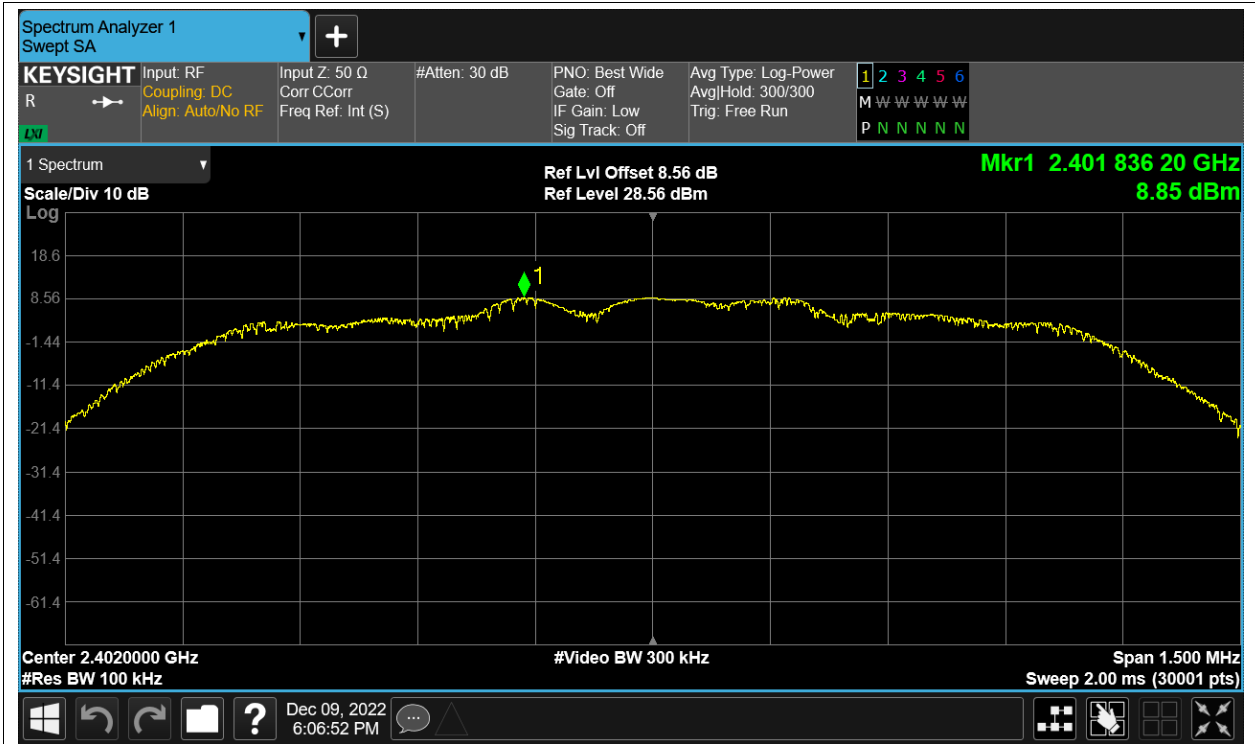 Spectrum Analyzer 1
Swept SA
KEYSIGHT
R
LXI
Input: RF
Coupling: DC
Align: Auto/No RF
Input Z: 50 Ω
Corr CCorr
Freq Ref: Int (S)
#Atten: 30 dB
PNO: Best Wide
Gate: Off
IF Gain: Low
Sig Track: Off
Avg Type: Log-Power
Avg|Hold: 300/300
Trig: Free Run
1 2 3 4 5 6
M W W W W W
P N N N N N
1 Spectrum
Scale/Div 10 dB
Log
Ref Lvl Offset 8.56 dB
Ref Level 28.56 dBm
Mkr1 2.401 836 20 GHz
8.85 dBm
1
18.6
8.56
-1.44
-11.4
-21.4
-31.4
-41.4
-51.4
-61.4
Center 2.4020000 GHz
#Res BW 100 kHz
#Video BW 300 kHz
Span 1.500 MHz
Sweep 2.00 ms (30001 pts)
?
Dec 09, 2022
6:06:52 PM